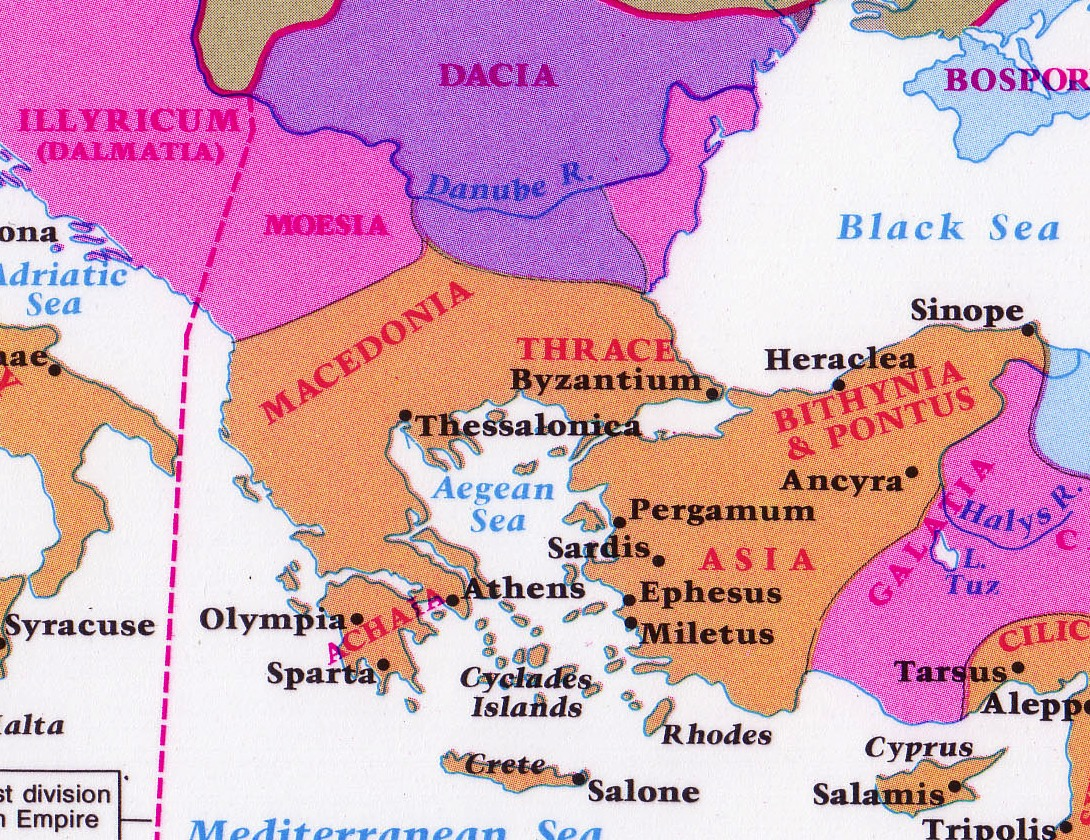 DACIA
BOSPOR
ILLYRICUM
(DALMATIA)
Danube R.
MOESIA
Black Sea
ona
Adriatic
Sea
MACEDONIA
Sinope
THRACE
Heraclea
nae
Byzantium
BITHYNIA
& PONTUS
Thessalonica
Ancyra
Aegean
Sea
Pergamum
GALATIA
Halys R.
C
Sardis
ASIA
L.
Tuz
Athens
Ephesus
Olympia
ACHAIA
Syracuse
Miletus
CILIC
Sparta
Tarsus
Cyclades
Islands
Aleppo
alta
Rhodes
Cyprus
Crete
Salone
Salamis
st division
n Empire
Mediterranean Sea
Tripolis